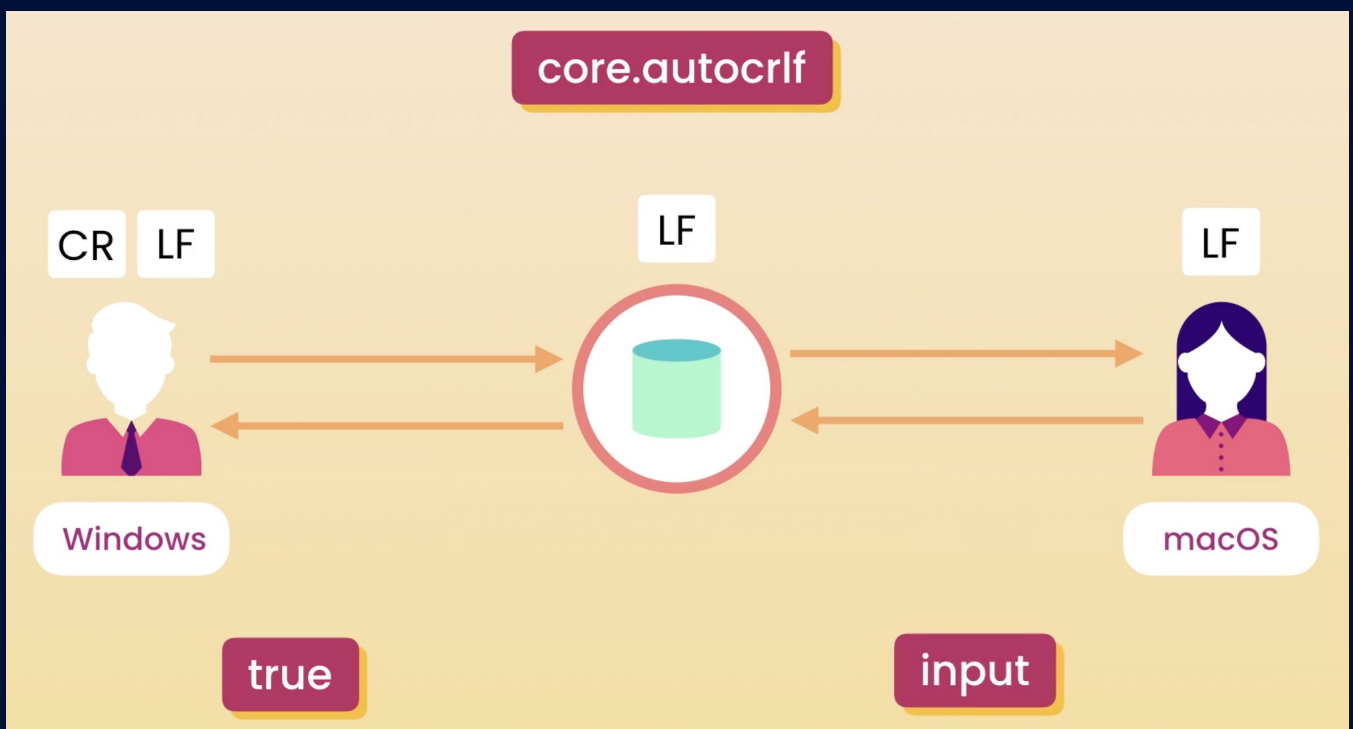 core.autocrlf
CR LF
LF
LF
Windows
macOS
true
input